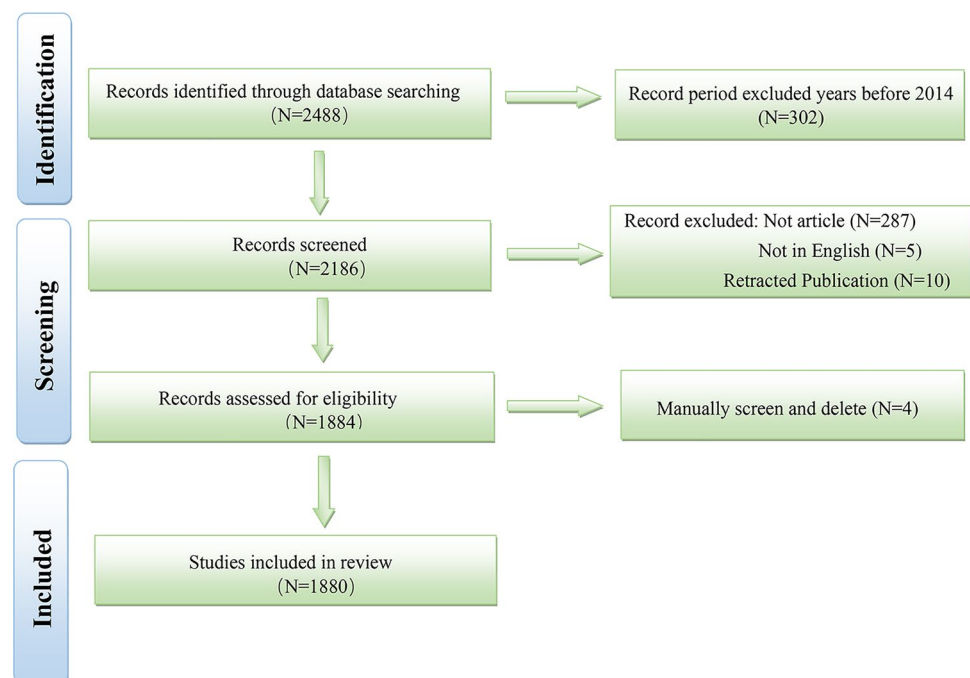 Identification
Records identified through database searching
(N=2488)
Record period excluded years before 2014
(N=302)
Screening
Records screened
(N=2186)
Record excluded: Not article (N=287)
Not in English (N=5)
Retracted Publication (N=10)
Records assessed for eligibility
(N=1884)
Manually screen and delete (N=4)
Included
Studies included in review
(N=1880)